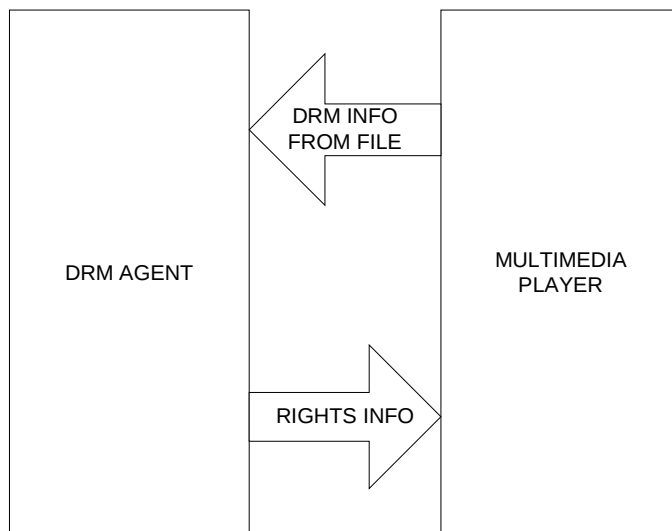 DRM INFO
FROM FILE
DRM AGENT
MULTIMEDIA
PLAYER
RIGHTS INFO